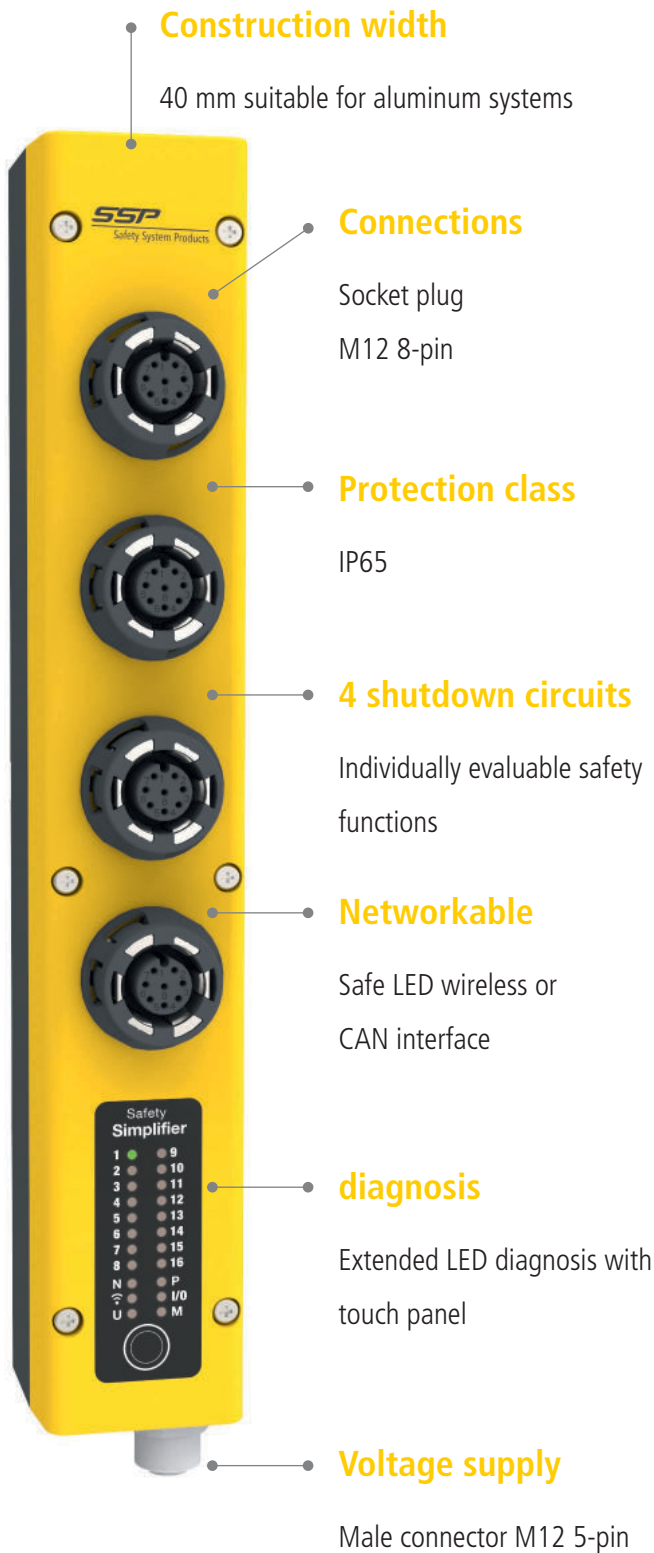 Construction width
40 mm suitable for aluminum systems
SSP
Safety System Products
Connections
Socket plug
M12 8-pin
Protection class
IP65
4 shutdown circuits
Individually evaluable safety
functions
Networkable
Safe LED wireless or
CAN interface
Safety
Simplifier
1 9
2 10
3 11
4 12
5 13
6 14
7 15
8 16
N P
I/0
U M
diagnosis
Extended LED diagnosis with
touch panel
Voltage supply
Male connector M12 5-pin